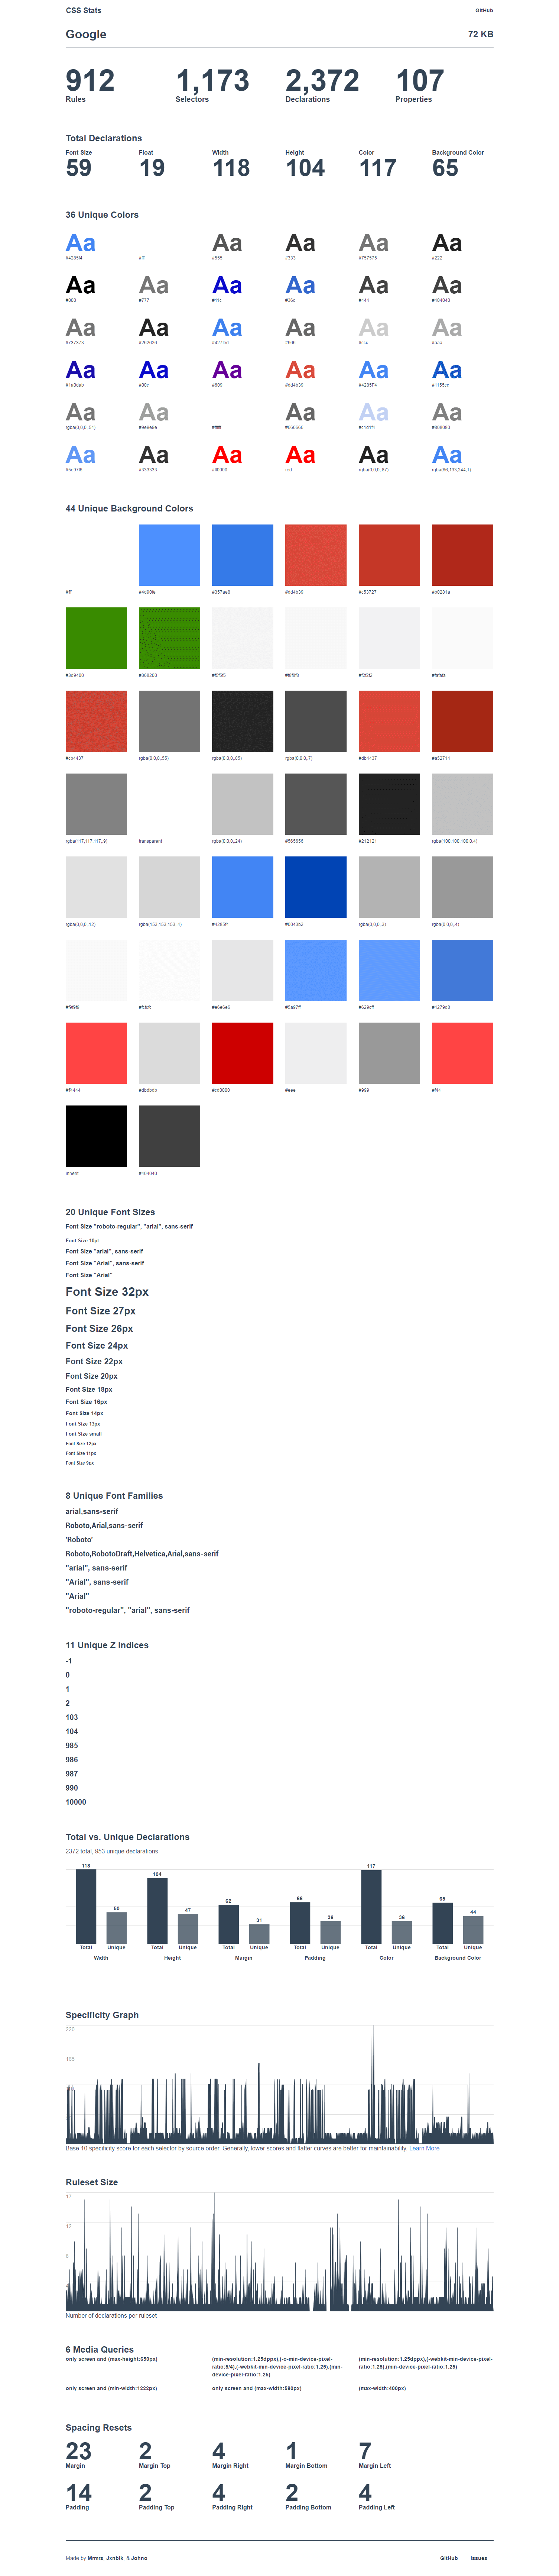 CSS Stats GitHub
Google 72 KB
912 1,173 2,372 107
Rules Selectors Declarations Properties
Total Declarations
Font Size Float Width Height Color Background Color
59 19 118 104 117 65
36 Unique Colors
Aa Aa Aa Aa Aa
#4285f4 #fff #555 #333 #757575 #222
Aa Aa Aa Aa Aa Aa
#000 #777 #11c #36c #444 #404040
Aa Aa Aa Aa Aa Aa
#737373 #262626 #427fed #666 #ccc #aaa
Aa Aa Aa Aa Aa Aa
#1a0dab #00c #609 #dd4b39 #4285F4 #1155cc
Aa Aa Aa Aa Aa
rgba(0,0,0,.54) #9e9e9e #ffffff #666666 #c1d1f4 #808080
Aa Aa Aa Aa Aa Aa
#5e97f6 #333333 #ff0000 red rgba(0,0,0,.87) rgba(66,133,244,1)
44 Unique Background Colors
#fff #4d90fe #357ae8 #dd4b39 #c53727 #b0281a
#3d9400 #368200 #f5f5f5 #f8f8f8 #f2f2f2 #fafafa
#cb4437 rgba(0,0,0,.55) rgba(0,0,0,.85) rgba(0,0,0,.7) #db4437 #a52714
rgba(117,117,117,.9) transparent rgba(0,0,0,.24) #565656 #212121 rgba(100,100,100,0.4)
rgba(0,0,0,.12) rgba(153,153,153,.4) #4285f4 #0043b2 rgba(0,0,0,.3) rgba(0,0,0,.4)
#f9f9f9 #fcfcfc #e6e6e6 #5a97ff #629cff #4279d8
#ff4444 #dbdbdb #cd0000 #eee #999 #f44
#404040
20 Unique Font Sizes
Font Size "roboto-regular", "arial", sans-serif
Font Size 10pt
Font Size "arial", sans-serif
Font Size "Arial", sans-serif
Font Size "Arial"
Font Size 32px
Font Size 27px
Font Size 26px
Font Size 24px
Font Size 22px
Font Size 20px
Font Size 18px
Font Size 16px
Font Size 14px
Font Size 13px
Font Size small
Font Size 12px
Font Size 11px
Font Size 9px
8 Unique Font Families
arial,sans-serif
Roboto,Arial,sans-serif
'Roboto'
Roboto,RobotoDraft,Helvetica,Arial,sans-serif
"arial", sans-serif
"Arial", sans-serif
"Arial"
"roboto-regular", "arial", sans-serif
11 Unique Z Indices
-1
0
1
2
103
104
985
986
987
990
10000
Total vs. Unique Declarations
2372 total, 953 unique declarations
118 50 104 47 62 31 66 36 117 36 65 44
Total Unique Total Unique Total Unique Total Unique Total Unique Total Unique
Width Height Margin Padding Color Background Color
Specificity Graph
220
165
Base 10 specificity score for each selector by source order. Generally, lower scores and flatter curves are better for maintainability. Learn More
Ruleset Size
17
12
8
Number of declarations per ruleset
6 Media Queries
only screen and (max-height:650px) (min-resolution:1.25dppx),(-o-min-device-pixel- (min-resolution:1.25dppx),(-webkit-min-device-pixel-
ratio:5/4),(-webkit-min-device-pixel-ratio:1.25),(min- ratio:1.25),(min-device-pixel-ratio:1.25)
device-pixel-ratio:1.25)
only screen and (min-width:1222px) only screen and (max-width:580px) (max-width:400px)
Spacing Resets
23 2 4 1 7
Margin Margin Top Margin Right Margin Bottom Margin Left
14 2 4 2 4
Padding Padding Top Padding Right Padding Bottom Padding Left
Made by Mrmrs, Jxnblk, & Johno GitHub Issues